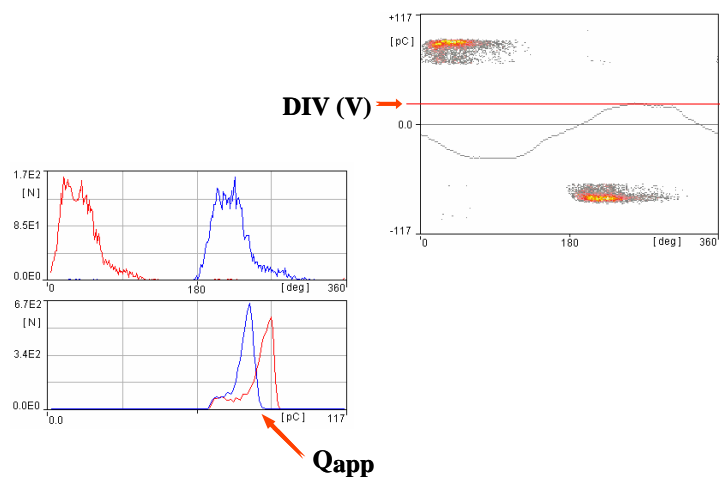 +117
[pC]
DIV (V)
0.0
-117
0 180 [deg] 360
1.7E2
[N]
8.5E1
0.0E0
0 180 [deg] 360
6.7E2
[N]
3.4E2
0.0E0
0.0 [pC] 117
Qapp